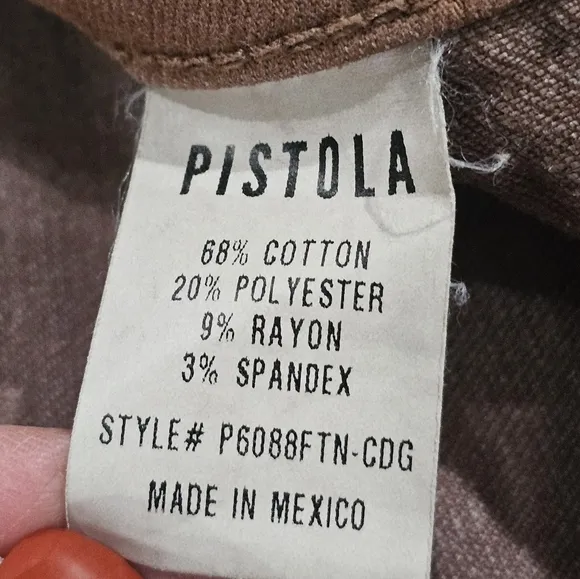 PISTOLA
68% COTTON
20% POLYESTER
9% RAYON
3% SPANDEX
STYLE# P6088FTN-CDG
MADE IN MEXICO